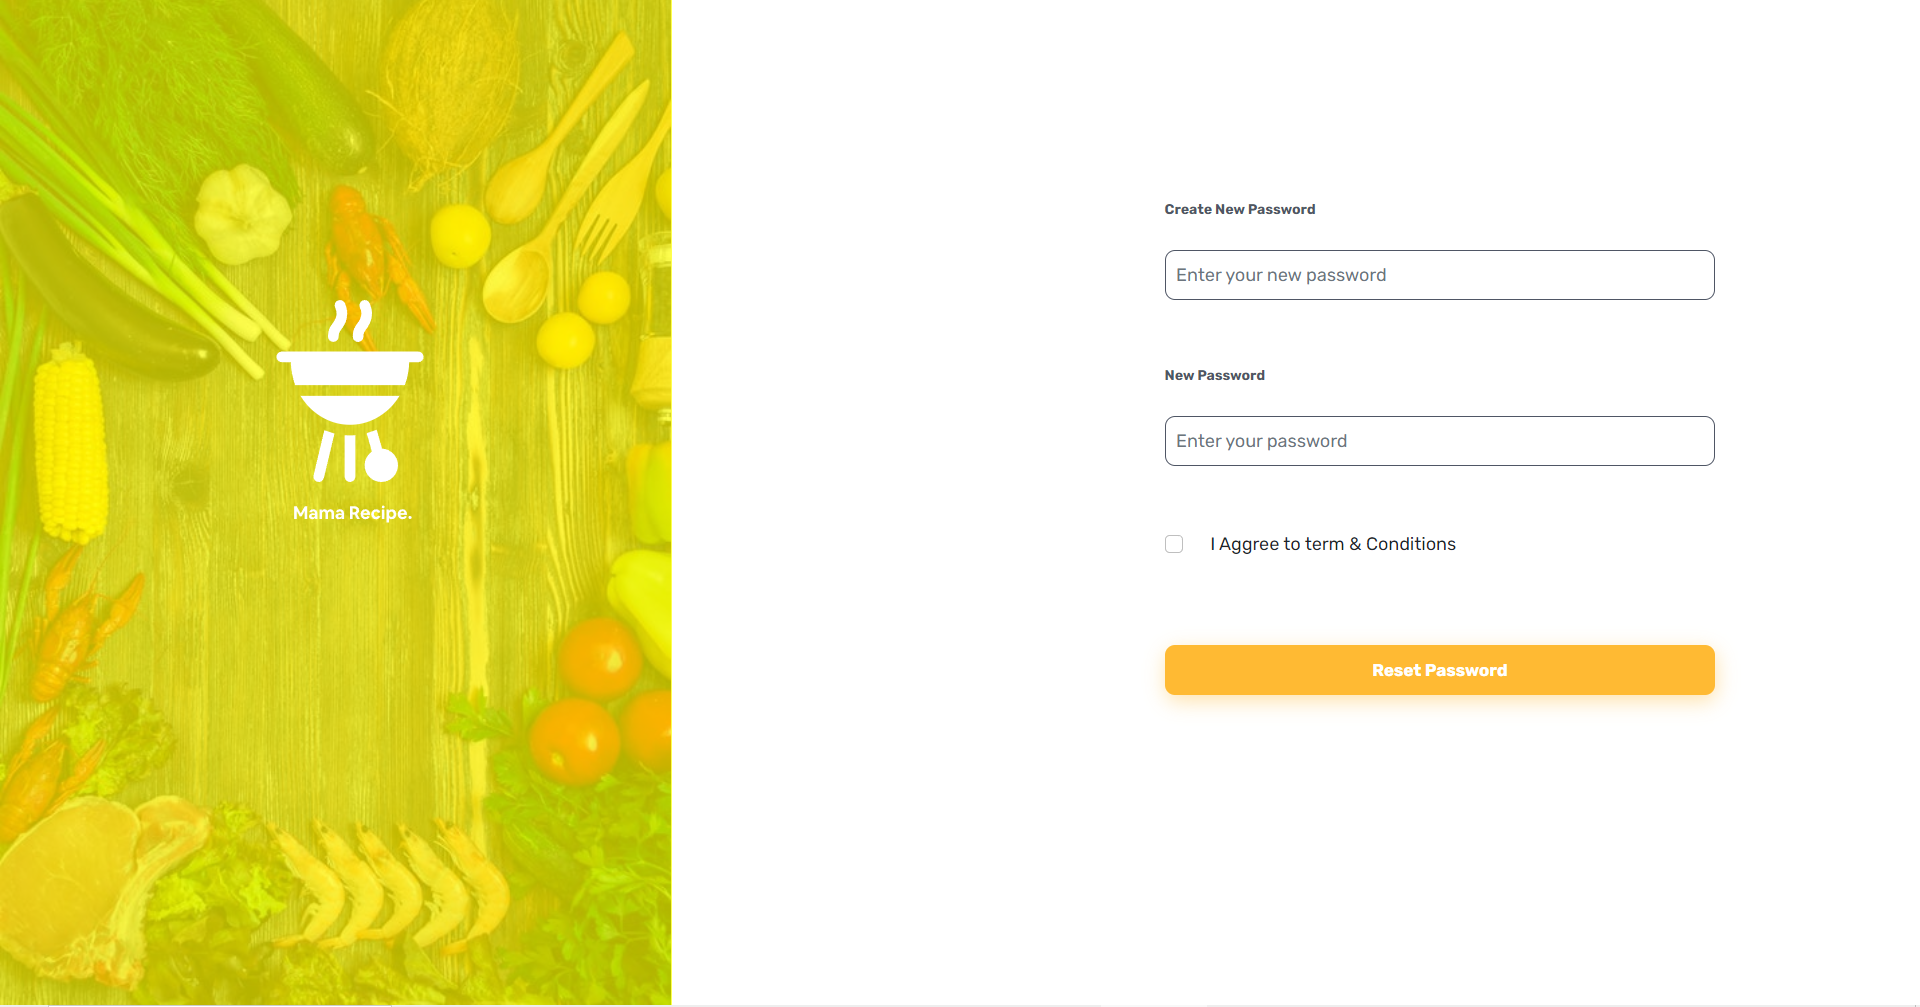 Mama Recipe.
Create New Password
Enter your new password
New Password
Enter your password
I Aggree to term & Conditions
Reset Password